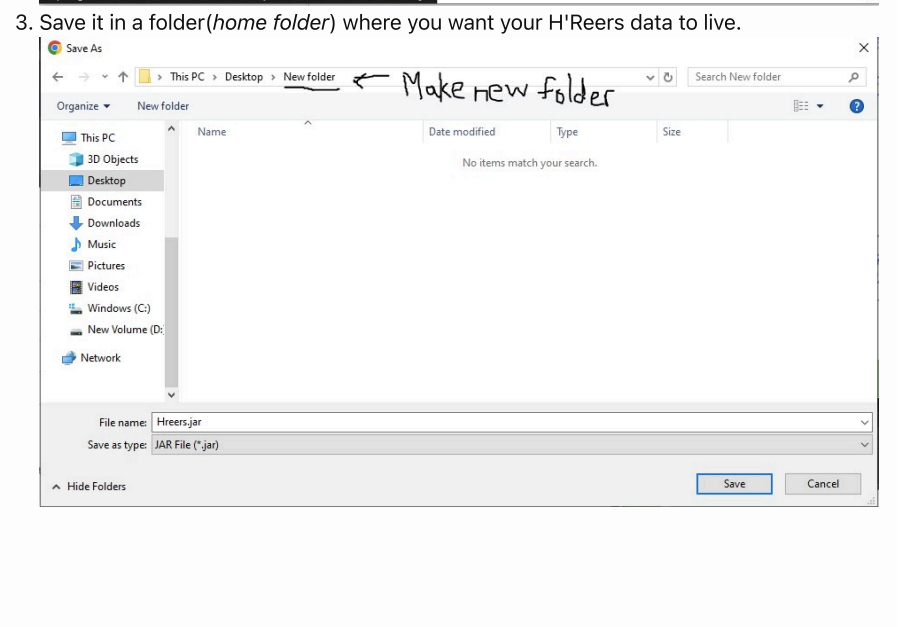 3. Save it in a folder(home folder) where you want your H'Reers data to live.
Save As
This PC > Desktop > New folder
Make new folder
Search New folder
Organize
New folder
Name
Date modified
Type
Size
No items match your search.
This PC
3D Objects
Desktop
Documents
Downloads
Music
Pictures
Videos
Windows (C:)
New Volume (D:
Network
File name: Hreers.jar
Save as type: JAR File (*.jar)
Hide Folders
Save
Cancel